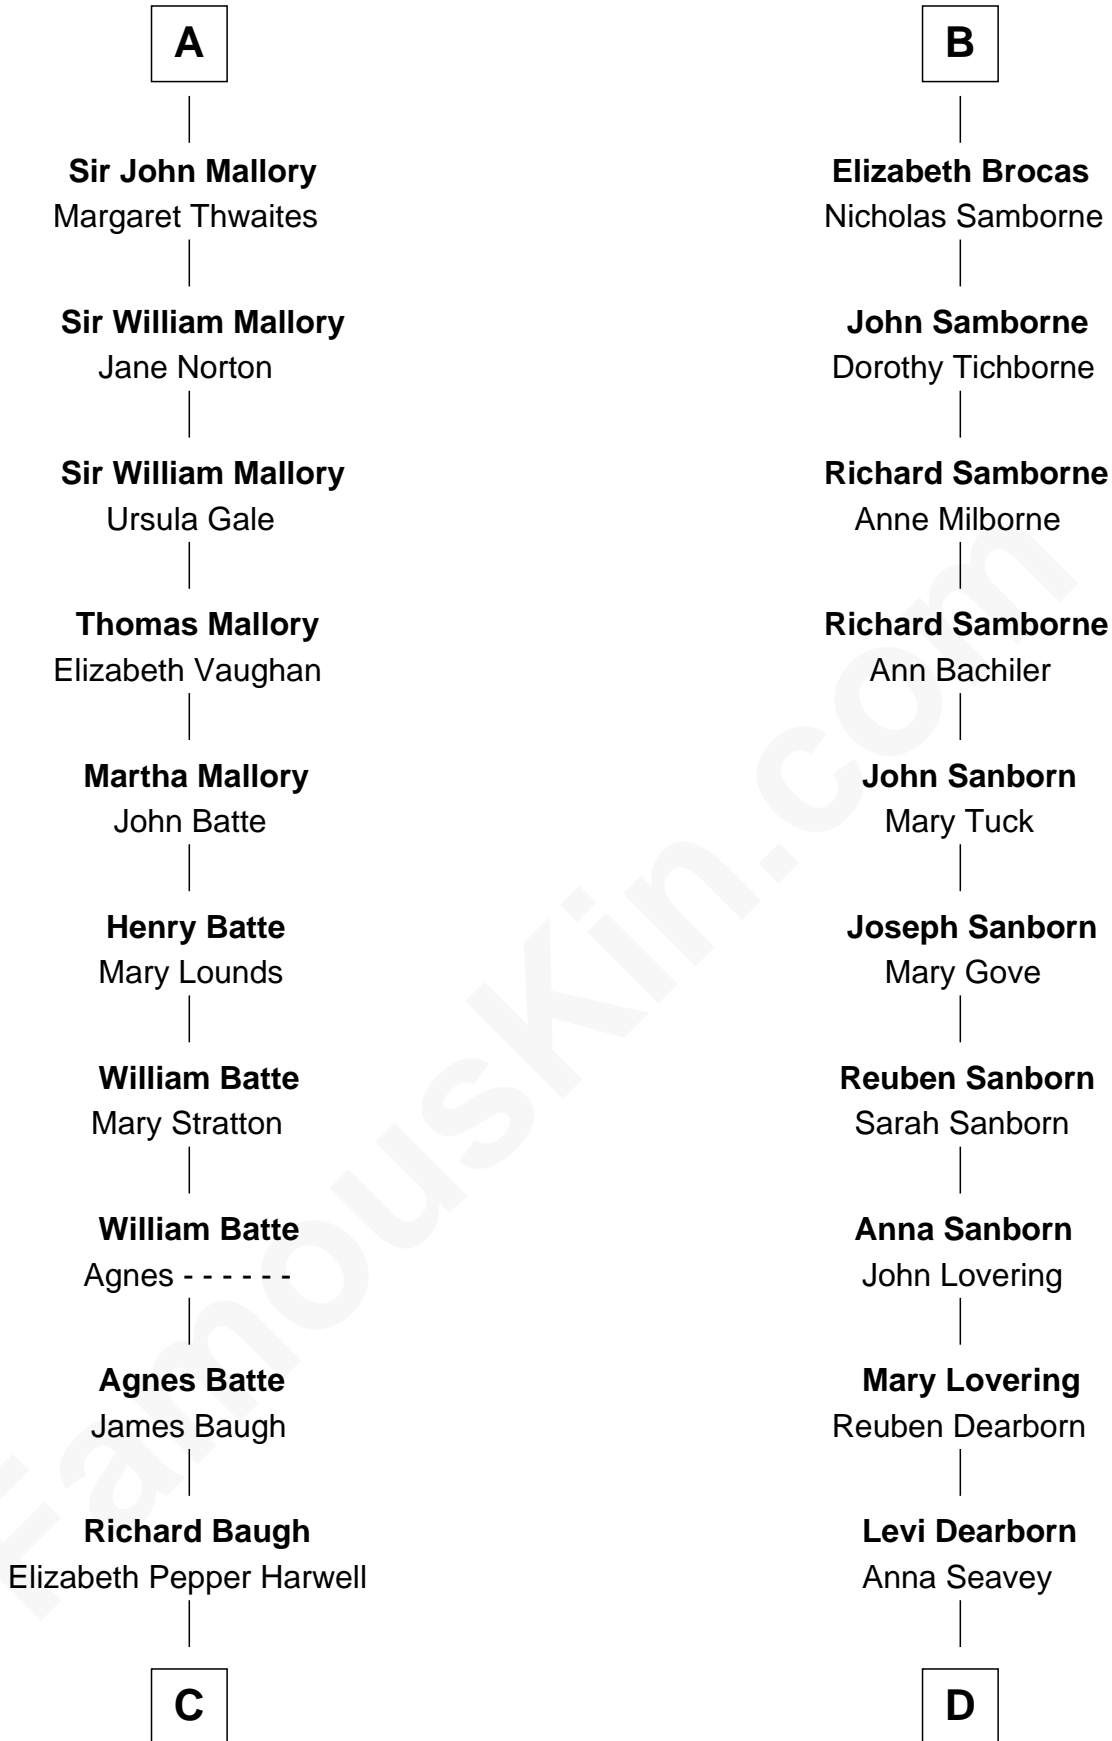 A
Sir John Mallory
Margaret Thwaites
Sir William Mallory
Jane Norton
Sir William Mallory
Ursula Gale
Thomas Mallory
Elizabeth Vaughan
Martha Mallory
John Batte
Henry Batte
Mary Lounds
William Batte
Mary Stratton
William Batte
Agnes - - - - - -
Agnes Batte
James Baugh
Richard Baugh
Elizabeth Pepper Harwell
C
B
Elizabeth Brocas
Nicholas Samborne
John Samborne
Dorothy Tichborne
Richard Samborne
Anne Milborne
Richard Samborne
Ann Bachiler
John Sanborn
Mary Tuck
Joseph Sanborn
Mary Gove
Reuben Sanborn
Sarah Sanborn
Anna Sanborn
John Lovering
Mary Lovering
Reuben Dearborn
Levi Dearborn
Anna Seavey
D
FamousKin.com